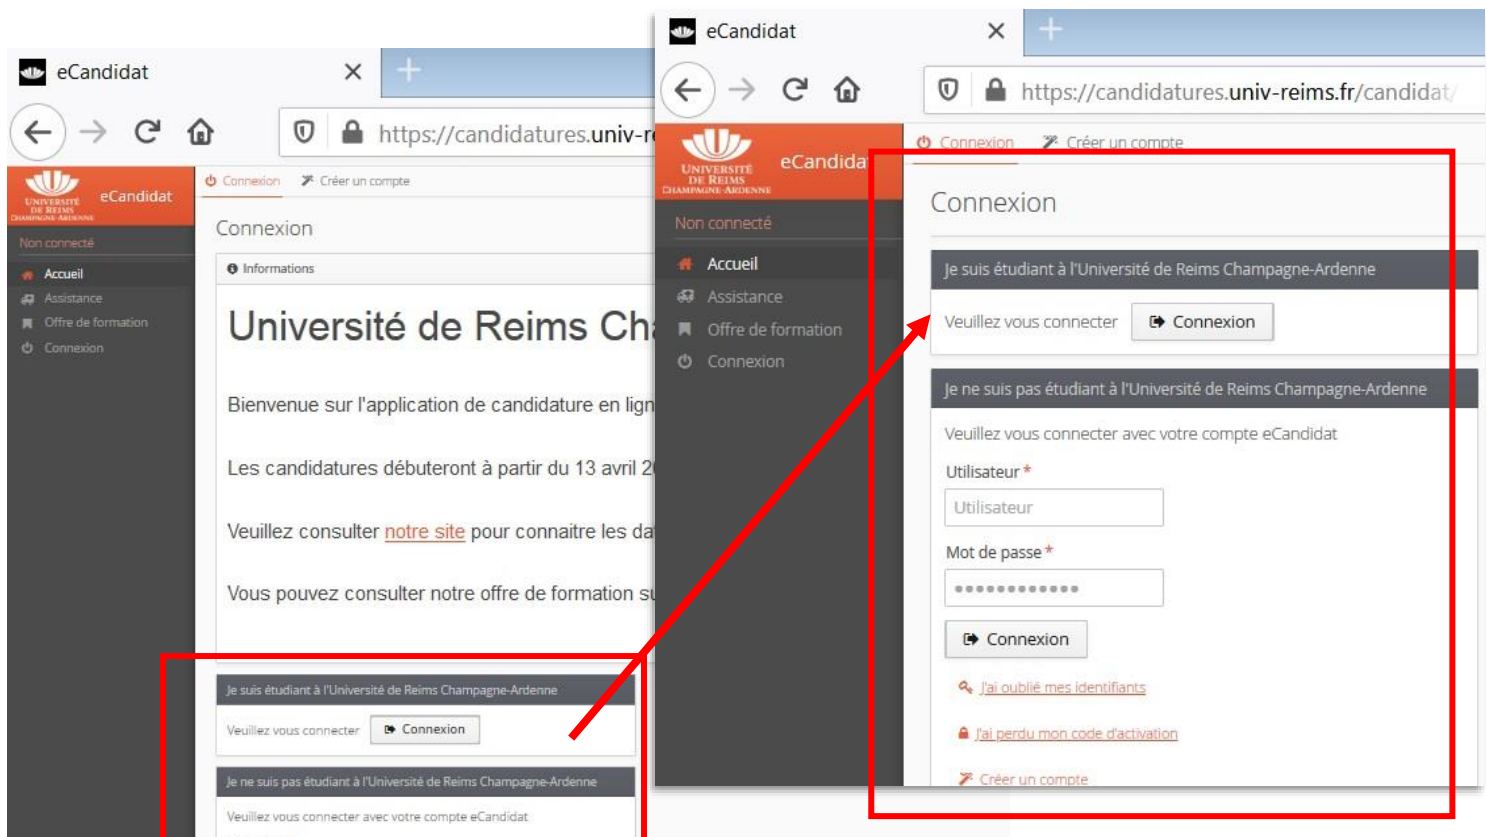 eCandidat
https://candidatures.univ-re
UNIVERSITÉ
DE REIMS
CHAMPAGNE-ARDENNE
eCandidat
Non connecté
Accueil
Assistance
Offre de formation
Connexion
Connexion
Créer un compte
Connexion
Informations
Université de Reims Cha
Bienvenue sur l'application de candidature en lign
Les candidatures débuteront à partir du 13 avril 2
Veuillez consulter notre site pour connaitre les da
Vous pouvez consulter notre offre de formation su
Je suis étudiant à l'Université de Reims Champagne-Ardenne
Veuillez vous connecter
Connexion
Je ne suis pas étudiant à l'Université de Reims Champagne-Ardenne
Veuillez vous connecter avec votre compte eCandidat
eCandidat
https://candidatures.univ-reims.fr/candidat/
UNIVERSITÉ
DE REIMS
CHAMPAGNE-ARDENNE
eCandida
Non connecté
Accueil
Assistance
Offre de formation
Connexion
Connexion
Créer un compte
Connexion
Je suis étudiant à l'Université de Reims Champagne-Ardenne
Veuillez vous connecter
Connexion
Je ne suis pas étudiant à l'Université de Reims Champagne-Ardenne
Veuillez vous connecter avec votre compte eCandidat
Utilisateur *
Utilisateur
Mot de passe *
Connexion
J'ai oublié mes identifiants
J'ai perdu mon code d'activation
Créer un compte